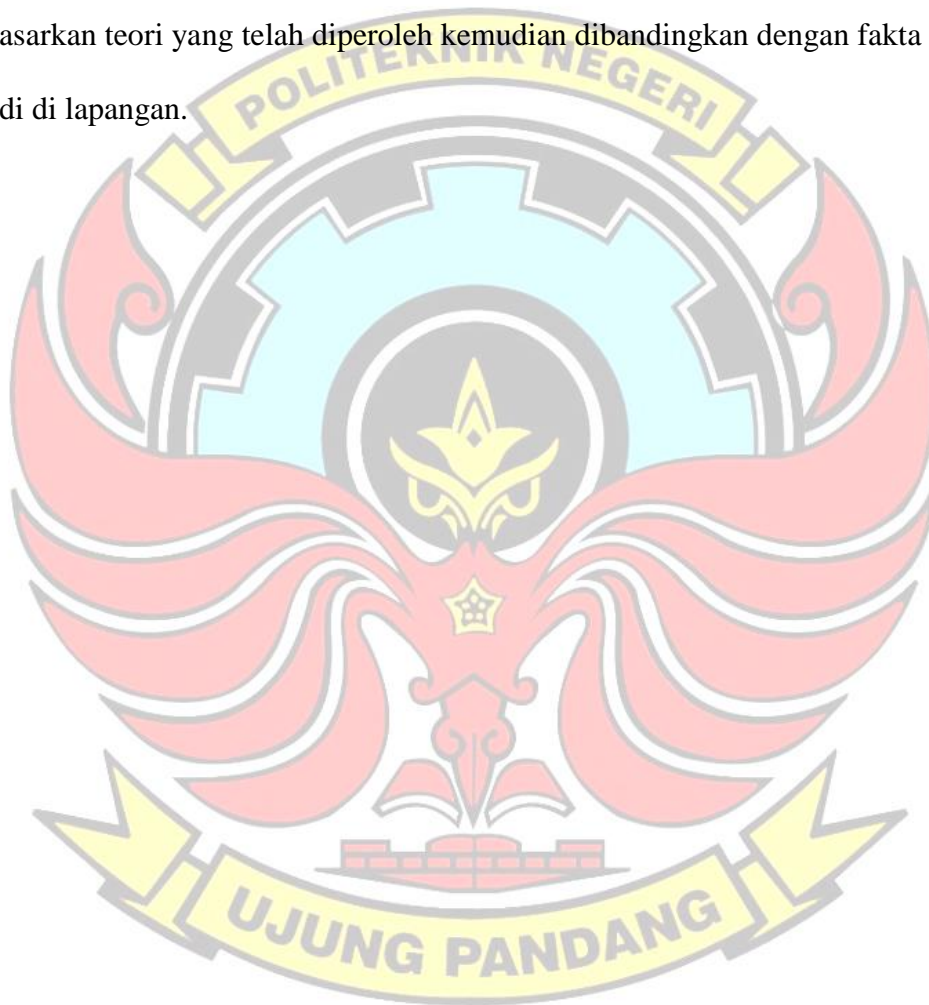 asarkan teori yang telah diperoleh kemudian dibandingkan dengan fakta
POLITEKNIK NEGERI
di di lapangan.
UJUNG PANDANG